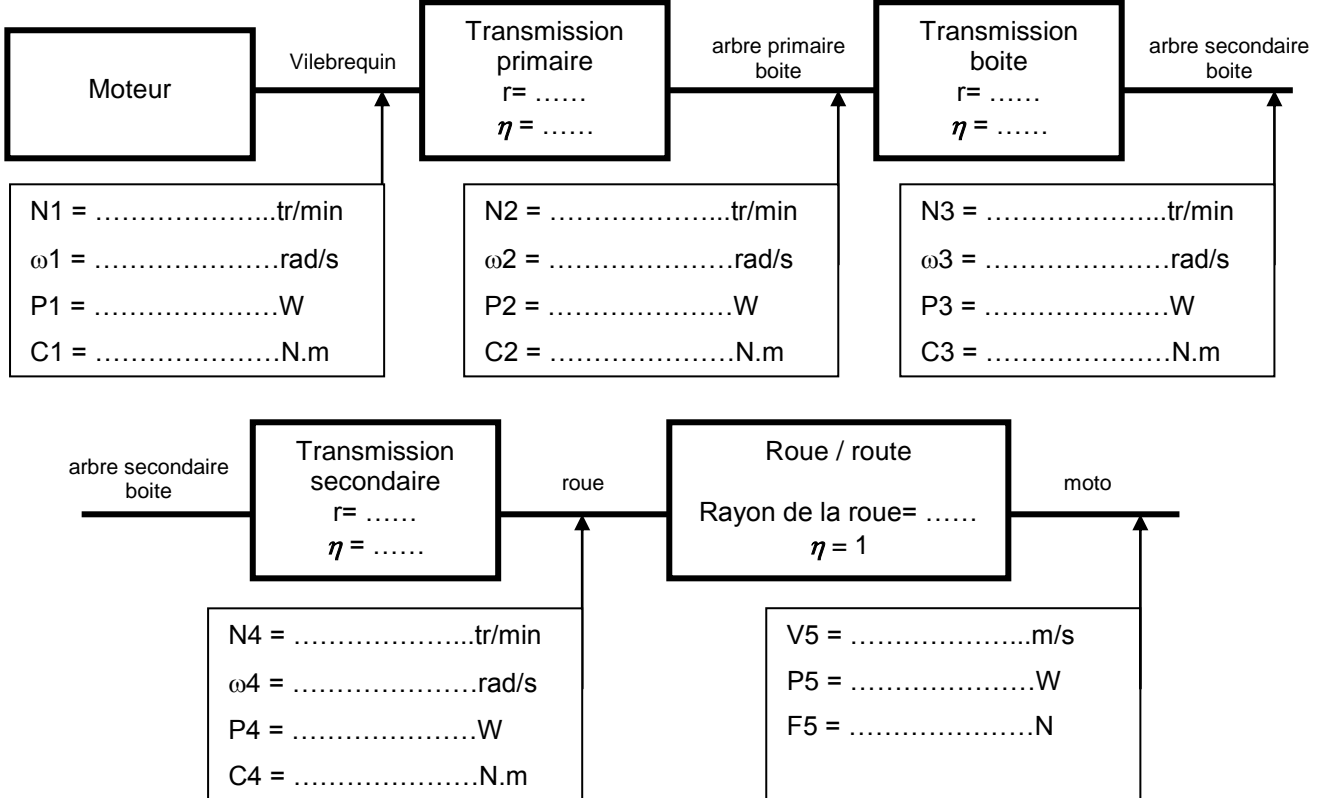 Moteur
Vilebrequin
Transmission
primaire
r= ……
η = ……
arbre primaire
boite
Transmission
boite
r= ……
η = ……
arbre secondaire
boite
N1 = …………………...tr/min
ω1 = …………………rad/s
P1 = …………………W
C1 = …………………N.m
N2 = …………………...tr/min
ω2 = …………………rad/s
P2 = …………………W
C2 = …………………N.m
N3 = …………………...tr/min
ω3 = …………………rad/s
P3 = …………………W
C3 = …………………N.m
arbre secondaire
boite
Transmission
secondaire
r= ……
η = ……
roue
Roue / route
Rayon de la roue= ……
η = 1
moto
N4 = …………………...tr/min
ω4 = …………………rad/s
P4 = …………………W
C4 = …………………N.m
V5 = …………………...m/s
P5 = …………………W
F5 = …………………N